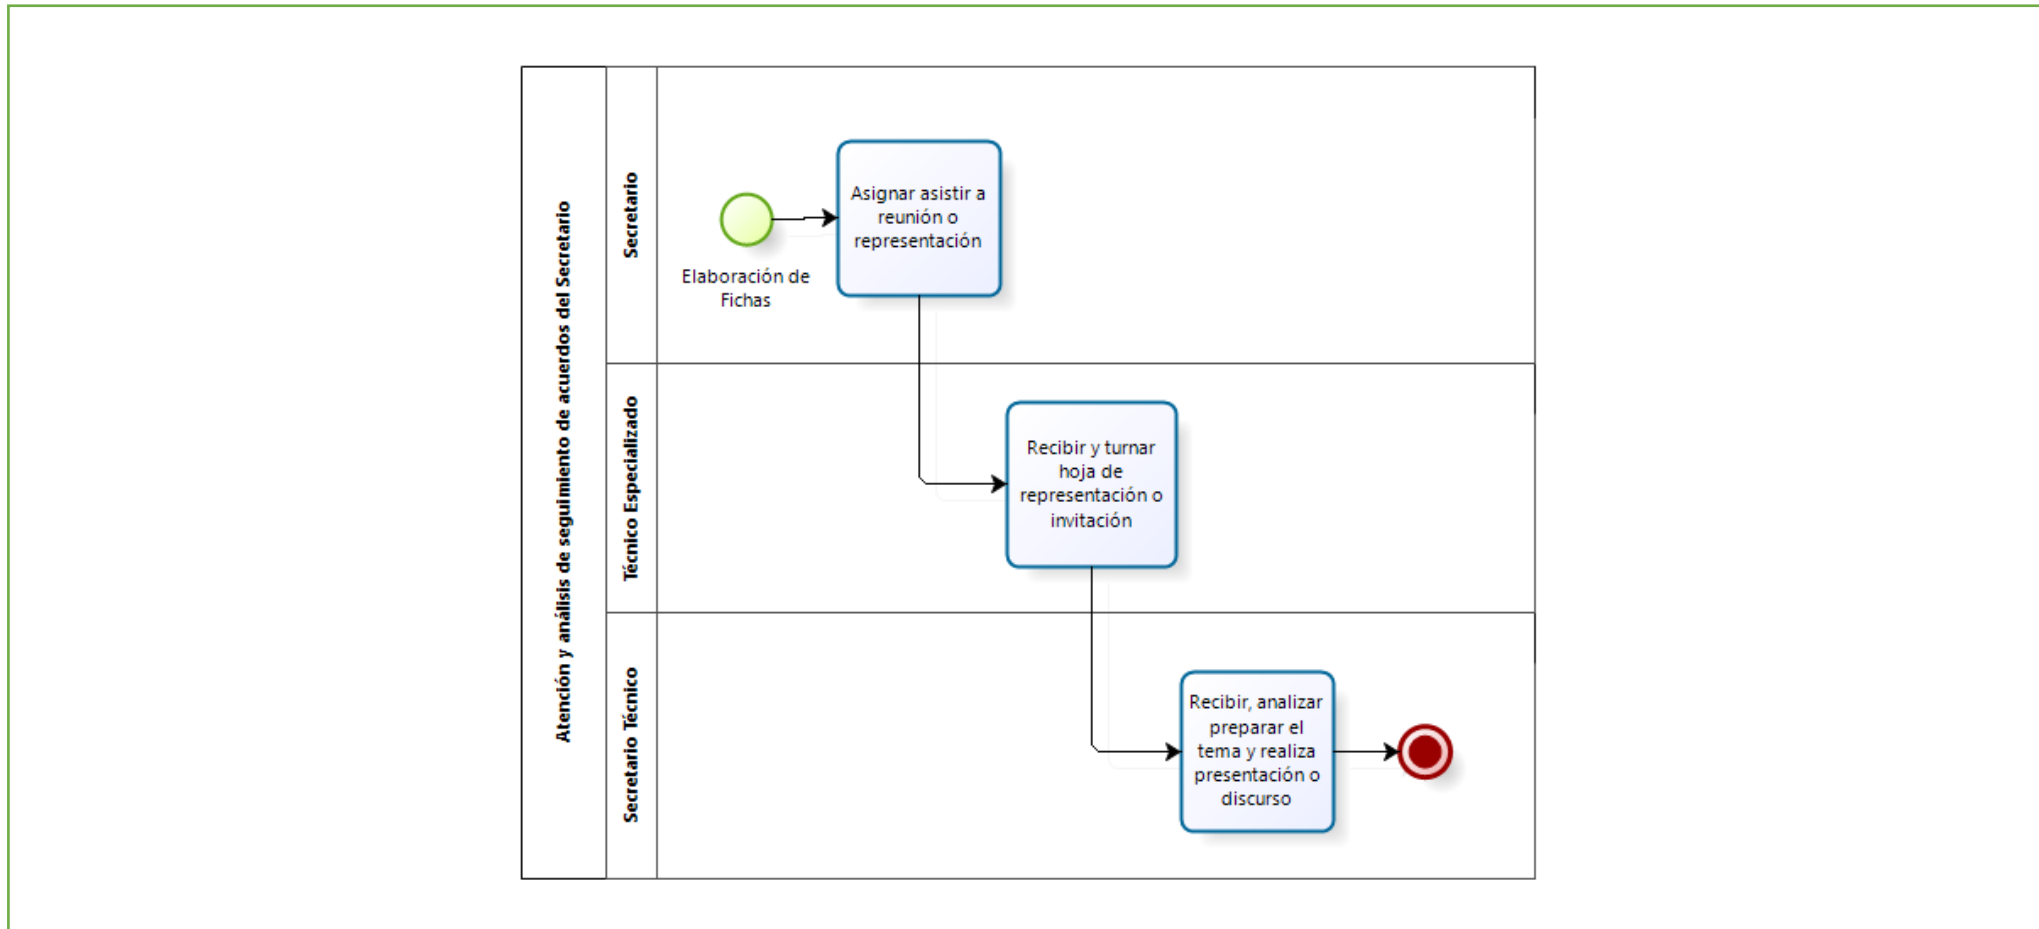 Atención y análisis de seguimiento de acuerdos del Secretario
Secretario
Elaboración de
Fichas
Asignar asistir a
reunión o
representación
Técnico Especializado
Recibir y turnar
hoja de
representación o
invitación
Secretario Técnico
Recibir, analizar
preparar el
tema y realiza
presentación o
discurso